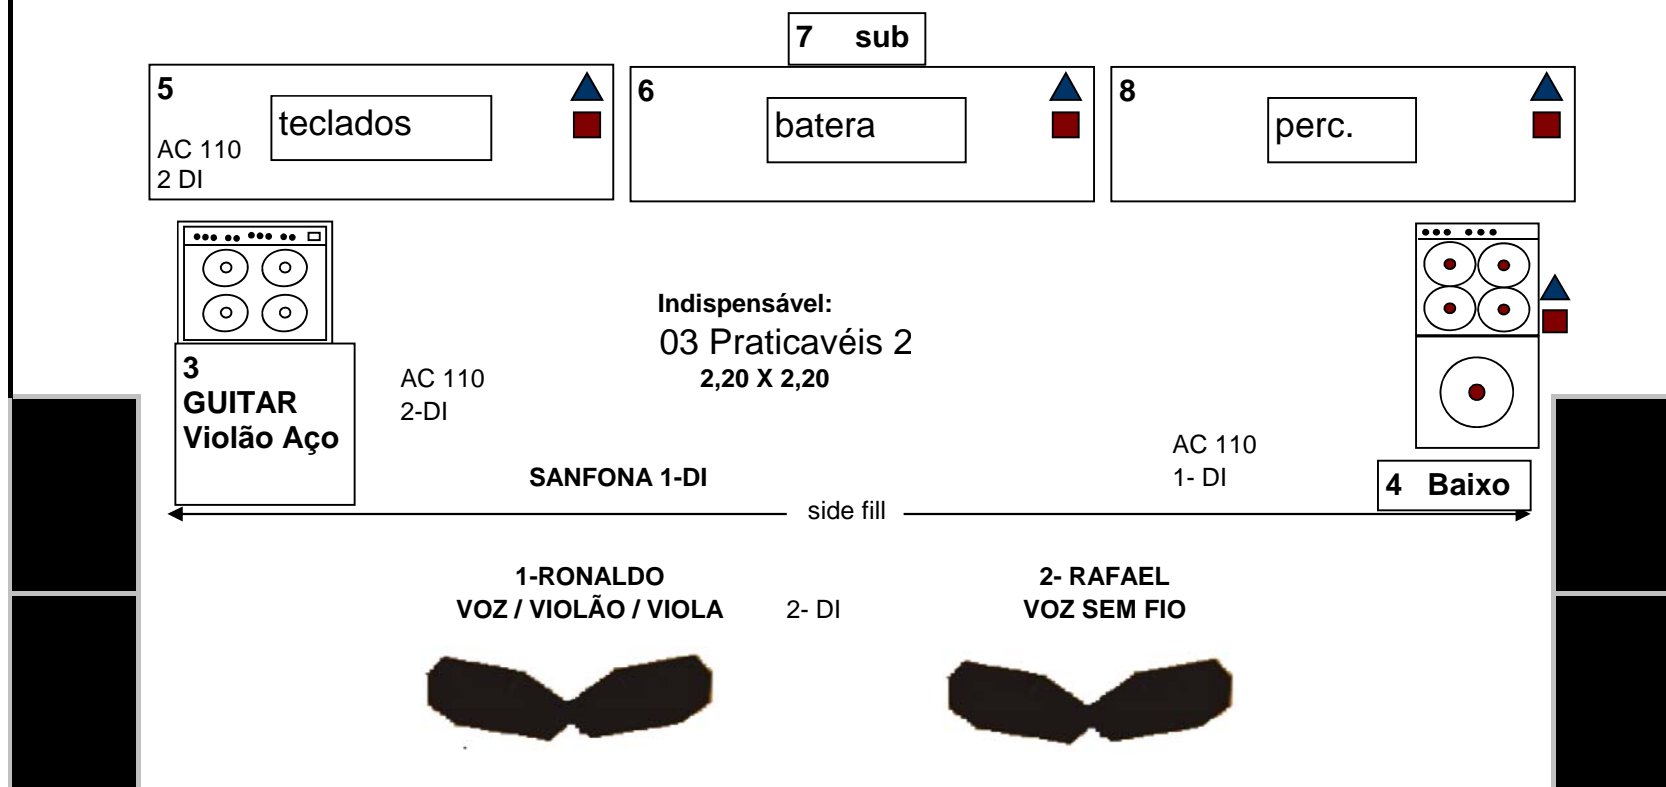 7 sub
5
teclados
AC 110
2 DI
6
batera
8
perc.
Indispensável:
03 Praticavéis 2
2,20 X 2,20
3
GUITAR
Violão Aço
AC 110
2-DI
SANFONA 1-DI
AC 110
1- DI
4 Baixo
side fill
1-RONALDO
VOZ / VIOLÃO / VIOLA
2- DI
2- RAFAEL
VOZ SEM FIO